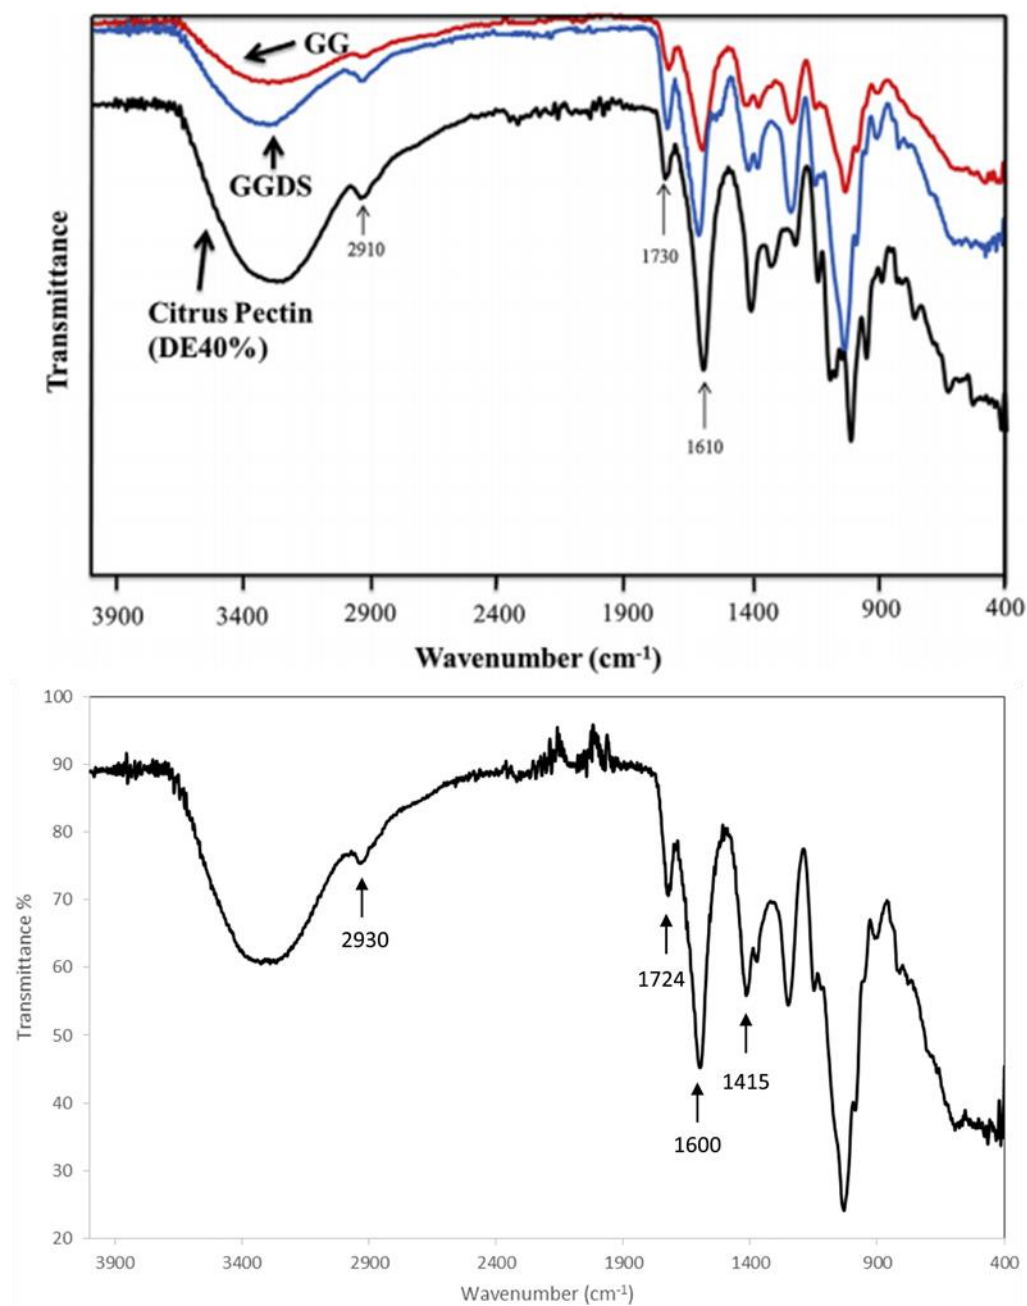 GG
GGDS
Citrus Pectin
(DE40%)
2910
1730
1610
Transmittance
3900 3400 2900 2400 1900 1400 900 400
Wavenumber (cm-1)
100
90
80
70
60
50
40
30
20
Transmittance %
2930
1724
1415
1600
3900 3400 2900 2400 1900 1400 900 400
Wavenumber (cm-1)